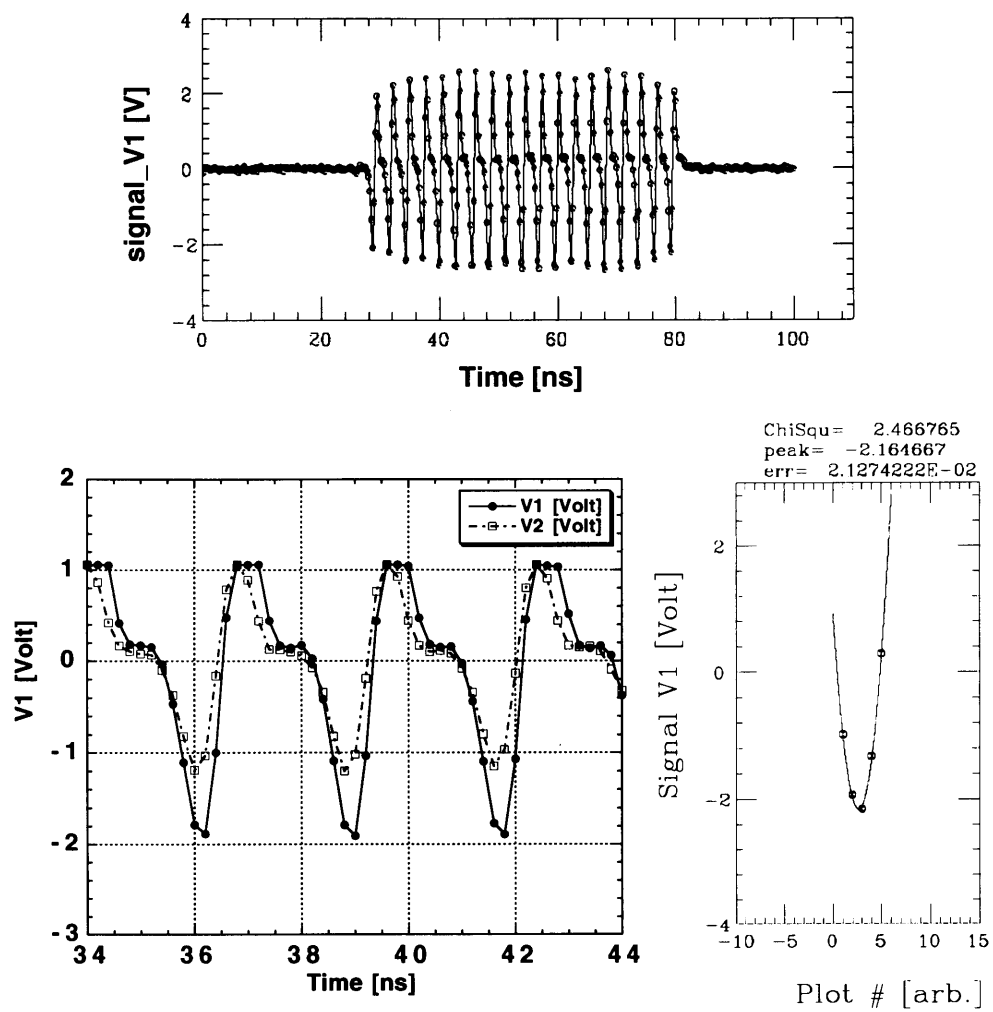 signal_V1 [V]
4
2
0
-2
-4
0 20 40 60 80 100
Time [ns]
V1 [Volt]
2
1
0
-1
-2
-3
V1 [Volt]
V2 [Volt]
34 36 38 40 42 44
Time [ns]
ChiSqu= 2.466765
peak= -2.164667
err= 2.1274222E-02
Signal V1 [Volt]
2
0
-2
-4
-10 -5 0 5 10 15
Plot # [arb.]